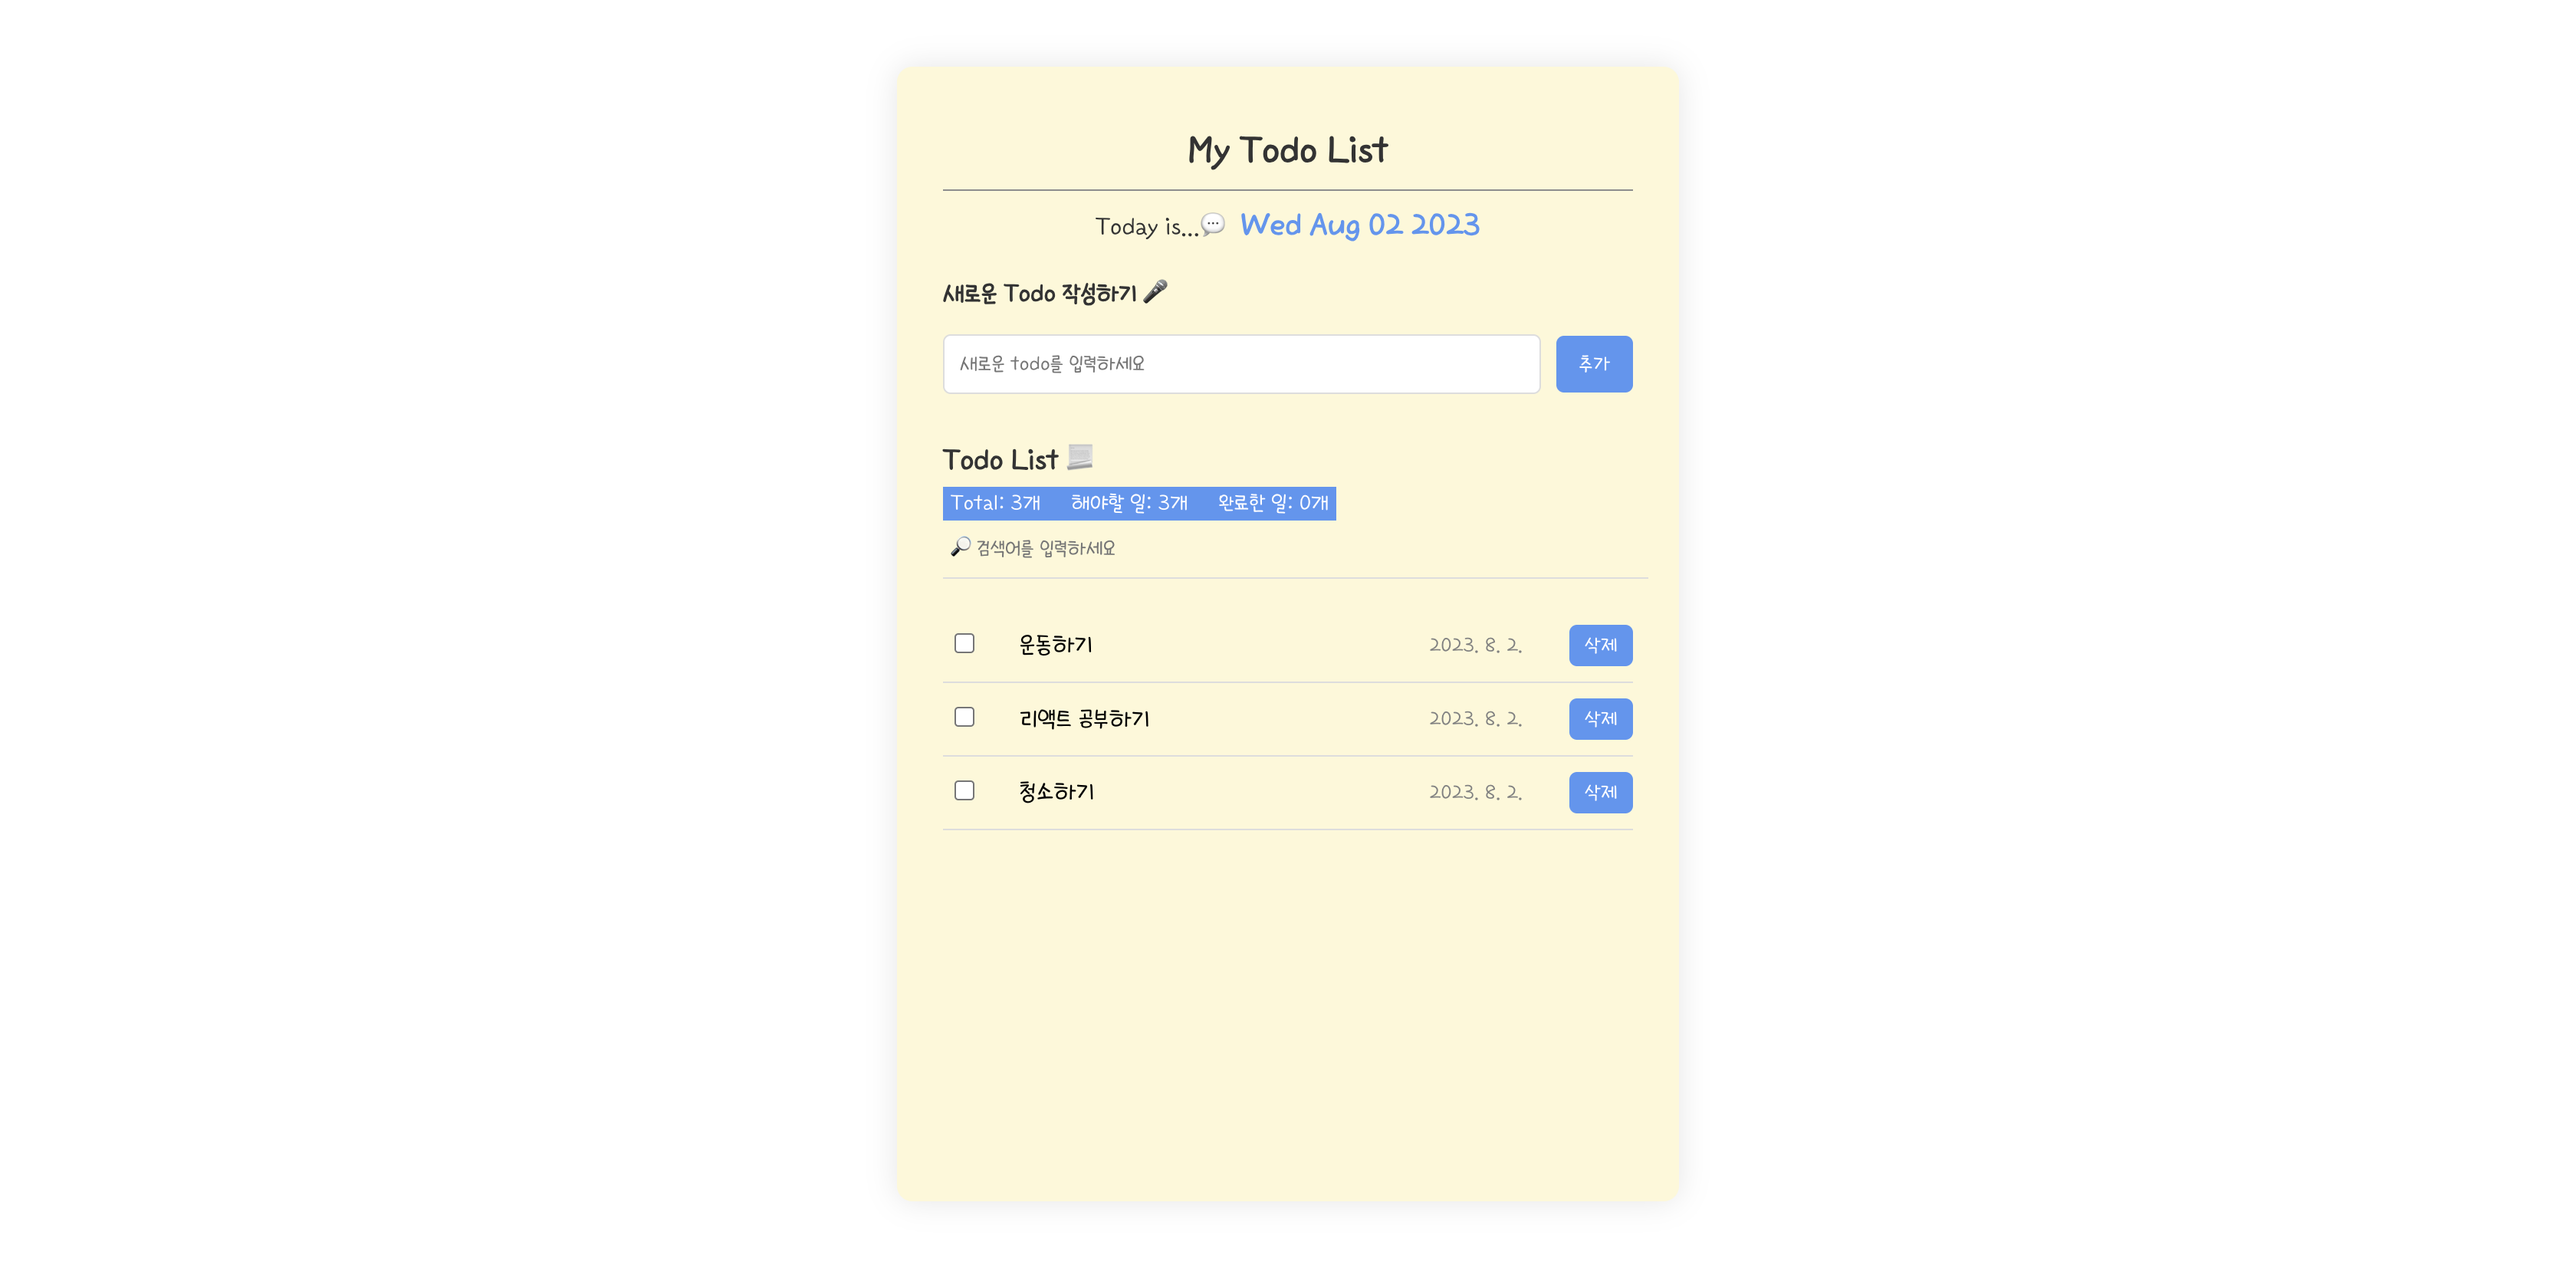 My Todo List
Today is...💬 Wed Aug 02 2023
새로운 Todo 작성하기 🎤
새로운 todo를 입력하세요 추가
Todo List 📃
Total: 3개 해야할 일: 3개 완료한 일: 0개
🔎 검색어를 입력하세요
운동하기 2023. 8. 2. 삭제
리액트 공부하기 2023. 8. 2. 삭제
청소하기 2023. 8. 2. 삭제